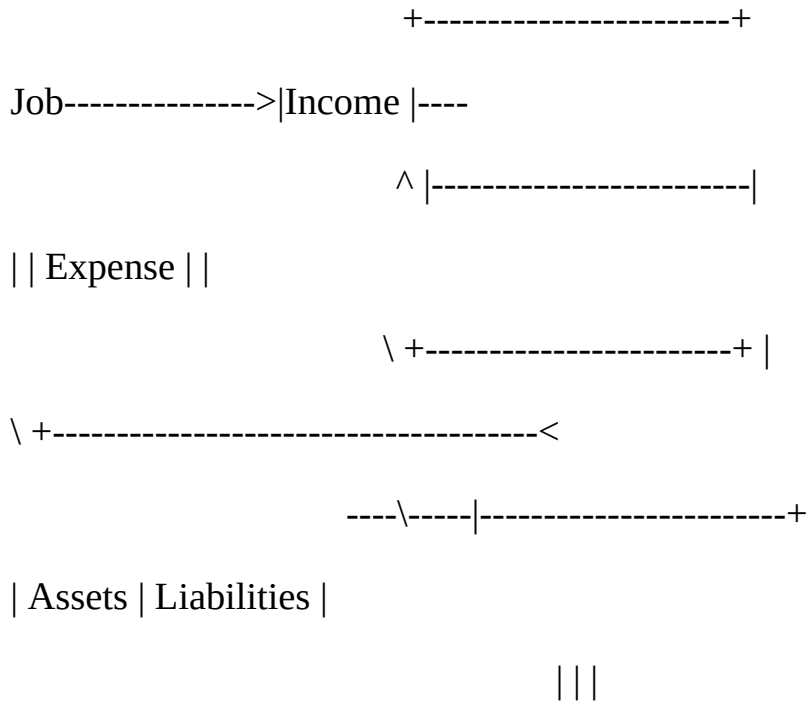 +------------------------+
Job--------------->|Income |----
^ |-------------------------|
| | Expense | |
\ +------------------------+ |
\ +--------------------------------------<
----\-----|------------------------+
| Assets | Liabilities |
| | |